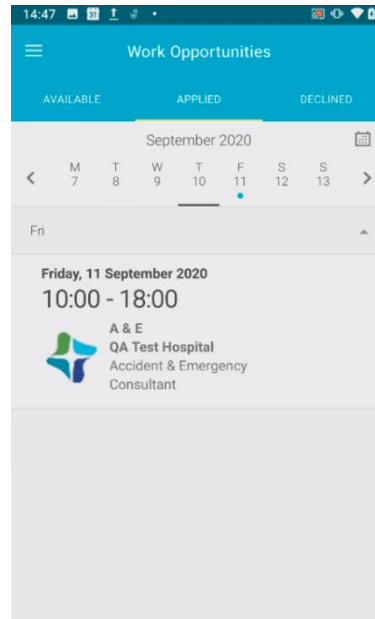 14:47
Work Opportunities
AVAILABLE APPLIED DECLINED
September 2020
M T W T F S S
7 8 9 10 11 12 13
Fri
Friday, 11 September 2020
10:00 - 18:00
A & E
QA Test Hospital
Accident & Emergency
Consultant